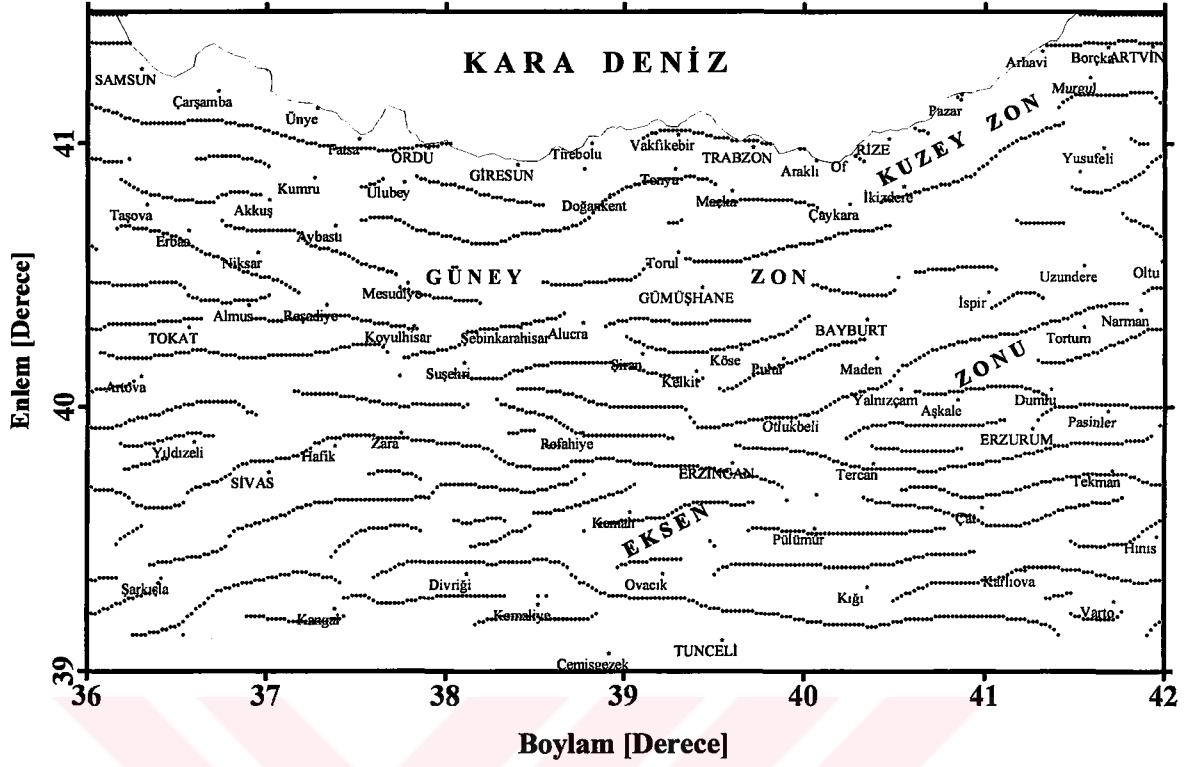 KARA DENİZ
SAMSUN
Arhavi
Borçka
ARTVİN
Murgul
Çarşamba
Pazar
Ünye
KUZEY ZON
41
Fatsa
ORDU
GİRESUN
Tirebolu
Vakfıkebir
TRABZON
Araklı
Of
RİZE
Yusufeli
Kumru
Ulubey
Tonya
İkizdere
Akkuş
Doğankent
Maçka
Çaykara
Taşova
Erbaa
Aybastı
Niksar
Torul
GÜNEY
ZON
Uzundere
Oltu
Mesudiye
GÜMÜŞHANE
İspir
Almus
Reşadiye
Narman
TOKAT
Koyulhisar
Şebinkarahisar
Alucra
BAYBURT
Tortum
Suşehri
Şiran
Köse
Pulur
Maden
ZONU
Artova
Kelkit
Yalnızçam
Aşkale
Dumlu
40
Otlukbeli
Pasinler
Yıldızeli
Hafik
Zara
Refahiye
ERZURUM
SİVAS
ERZİNCAN
Tercan
Tekman
Kemah
EKSEN
Çat
Pülümür
Hınıs
Şarkışla
Divriği
Ovacık
Kığı
Karlıova
Kangal
Kemaliye
Varto
TUNCELİ
Çemişgezek
39
36
37
38
39
40
41
42
Enlem [Derece]
Boylam [Derece]